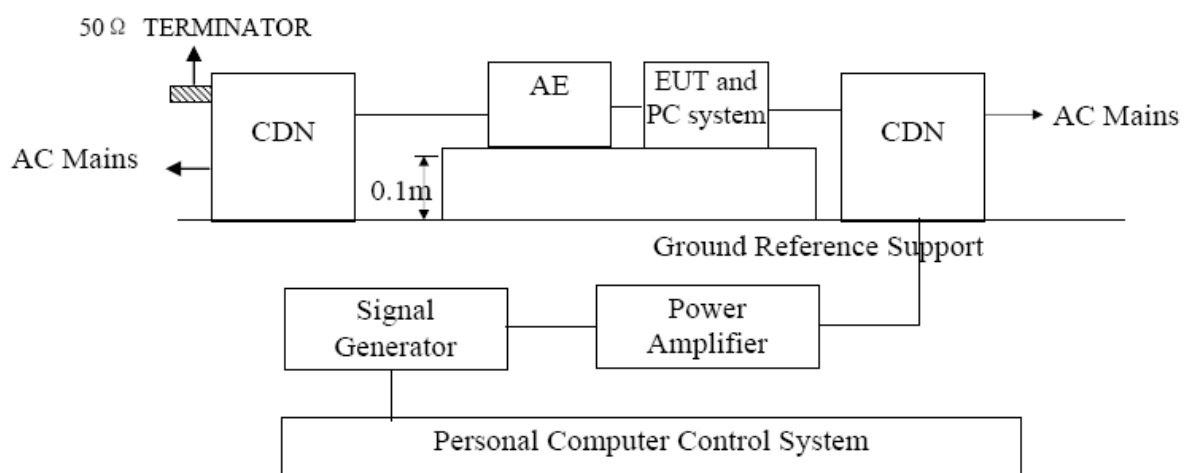 50Ω TERMINATOR
AE
EUT and
PC system
CDN
CDN
AC Mains
AC Mains
0.1m
Ground Reference Support
Signal
Generator
Power
Amplifier
Personal Computer Control System